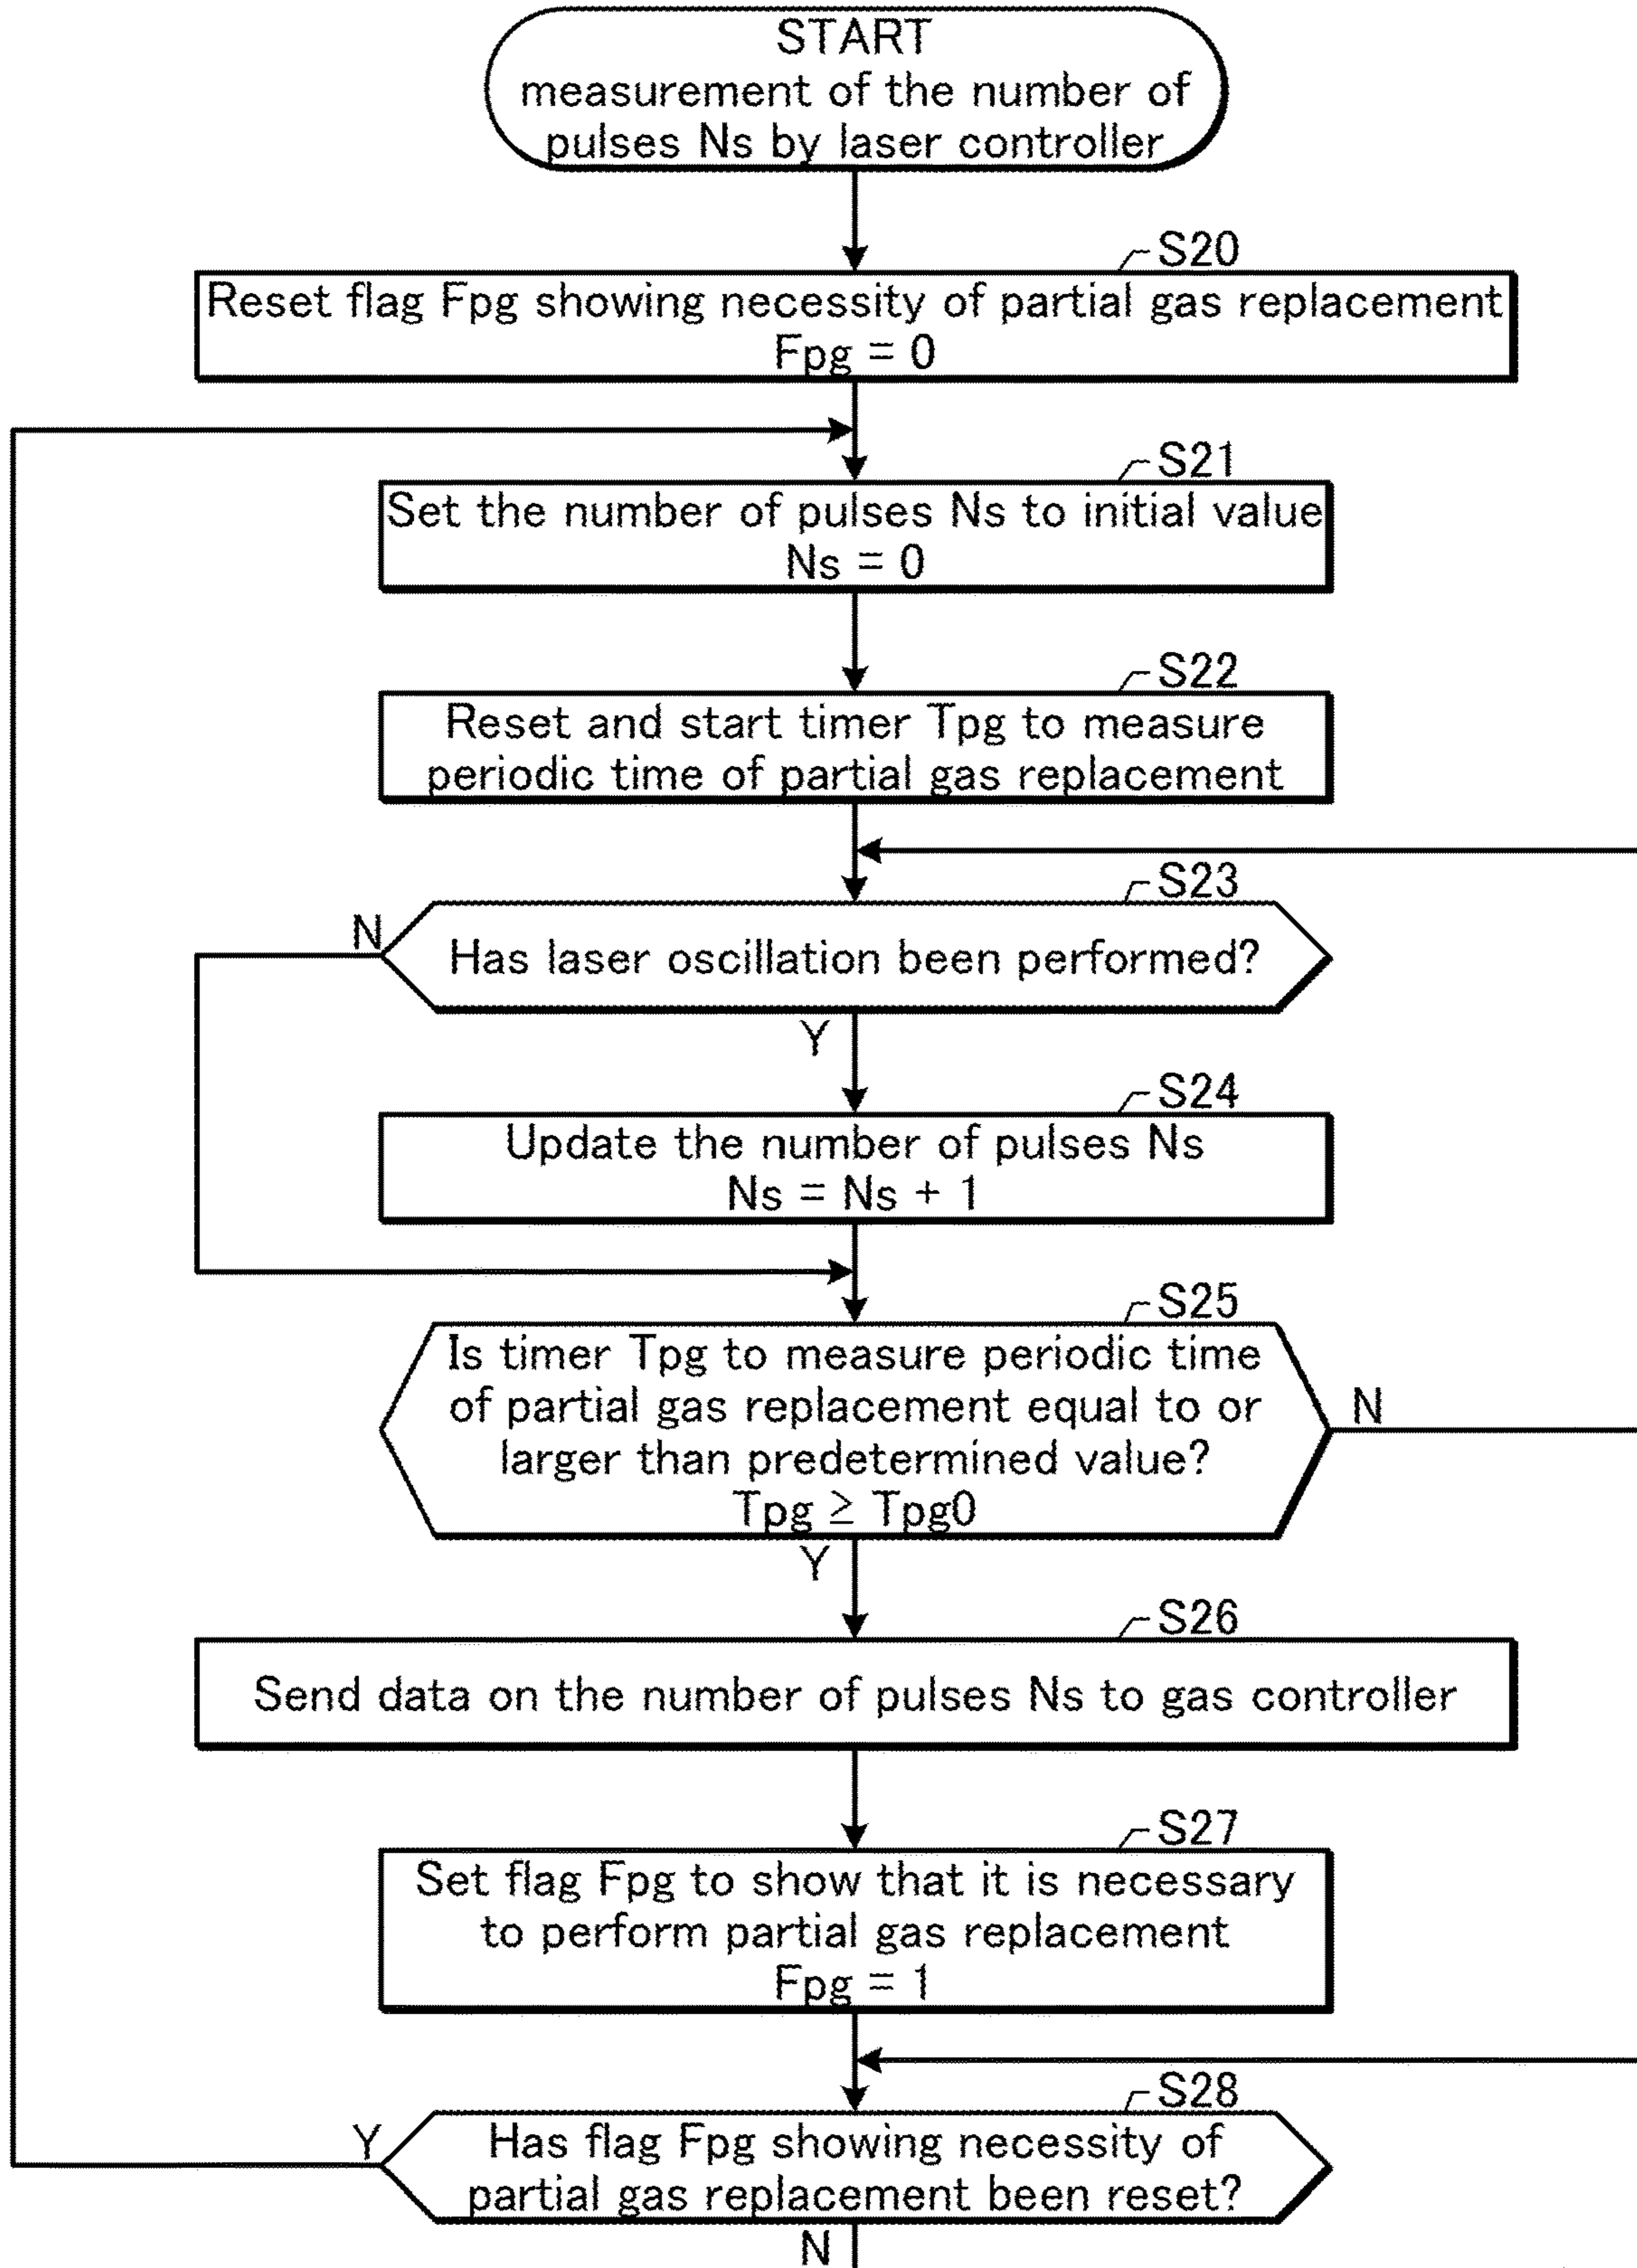 START
measurement of the number of
pulses Ns by laser controller
S20
Reset flag Fpg showing necessity of partial gas replacement
Fpg = 0
S21
Set the number of pulses Ns to initial value
Ns = 0
S22
Reset and start timer Tpg to measure
periodic time of partial gas replacement
S23
N
Has laser oscillation been performed?
Y
S24
Update the number of pulses Ns
Ns = Ns + 1
S25
Is timer Tpg to measure periodic time
of partial gas replacement equal to or
N
larger than predetermined value?
Tpg ≥ Tpg0
Y
S26
Send data on the number of pulses Ns to gas controller
S27
Set flag Fpg to show that it is necessary
to perform partial gas replacement
Fpg = 1
S28
Y
Has flag Fpg showing necessity of
partial gas replacement been reset?
N